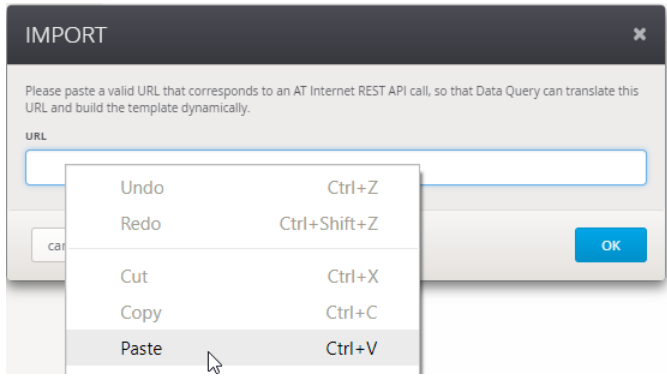 IMPORT
Please paste a valid URL that corresponds to an AT Internet REST API call, so that Data Query can translate this
URL and build the template dynamically.
URL
Undo Ctrl+Z
Redo Ctrl+Shift+Z
OK
Cut Ctrl+X
Copy Ctrl+C
Paste Ctrl+V